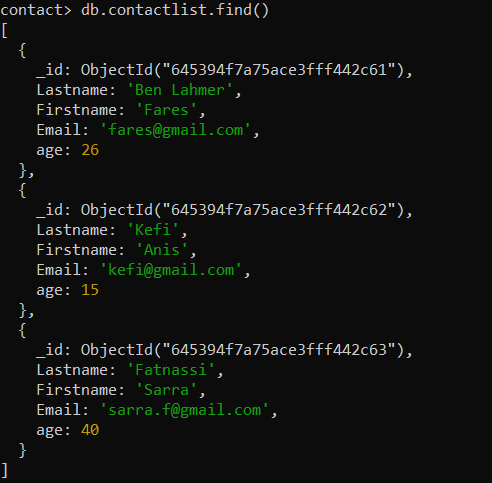 contact> db.contactlist.find()
[
  {
    _id: ObjectId("645394f7a75ace3fff442c61"),
    Lastname: 'Ben Lahmer',
    Firstname: 'Fares',
    Email: 'fares@gmail.com',
    age: 26
  },
  {
    _id: ObjectId("645394f7a75ace3fff442c62"),
    Lastname: 'Kefi',
    Firstname: 'Anis',
    Email: 'kefi@gmail.com',
    age: 15
  },
  {
    _id: ObjectId("645394f7a75ace3fff442c63"),
    Lastname: 'Fatnassi',
    Firstname: 'Sarra',
    Email: 'sarra.f@gmail.com',
    age: 40
  }
]